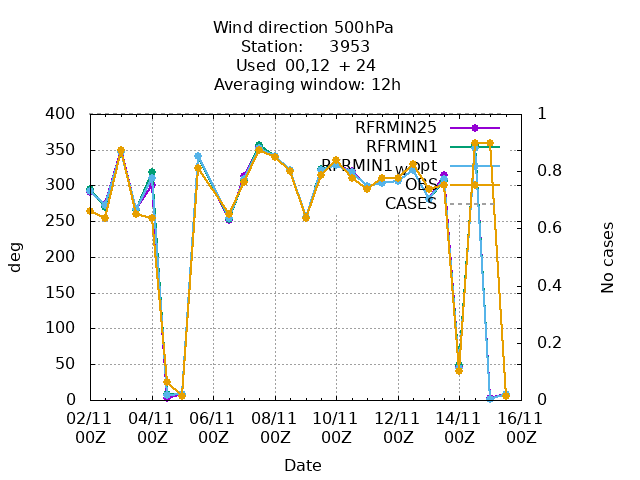 Wind direction 500hPa
Station: 3953
Used 00,12 + 24
Averaging window: 12h
400 1
RFRMIN25
350 RFRMIN1
RFRMIN1wopt 0.8
300 OBS
CASES
250 0.6
200
deg No cases
150 0.4
100
50 0.2
0 0
02/11 04/11 06/11 08/11 10/11 12/11 14/11 16/11
00Z 00Z 00Z 00Z 00Z 00Z 00Z 00Z
Date